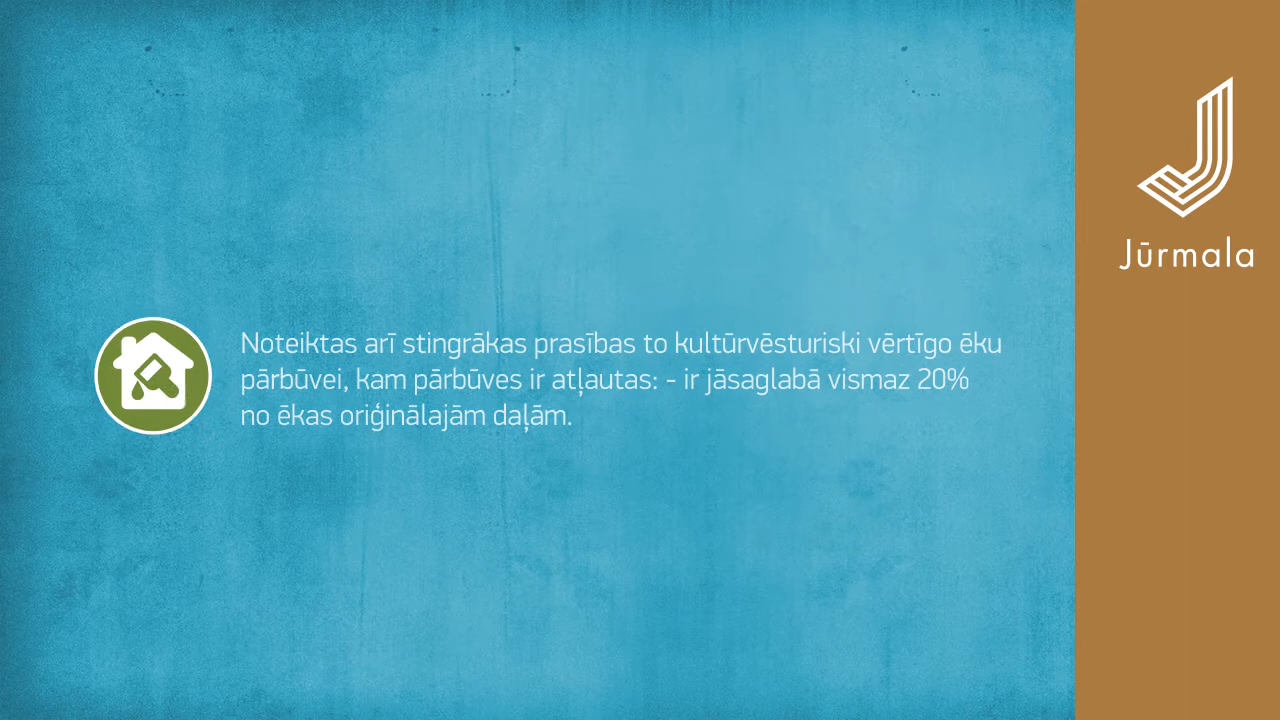 Noteiktas arī stingrākas prasības to kultūrvēsturiski vērtīgo ēku
pārbūvei, kam pārbūves ir atļautas: - ir jāsaglabā vismaz 20%
no ēkas oriģinālajām daļām.
Jūrmala